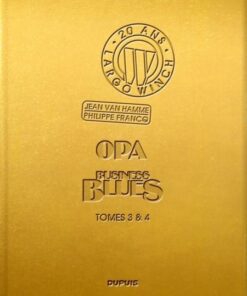 20 ANS
W
LARGO WINCH
JEAN VAN HAMME
PHILIPPE FRANCQ
OPA
BUSINESS
BLUES
TOMES 3 & 4
DUPUIS